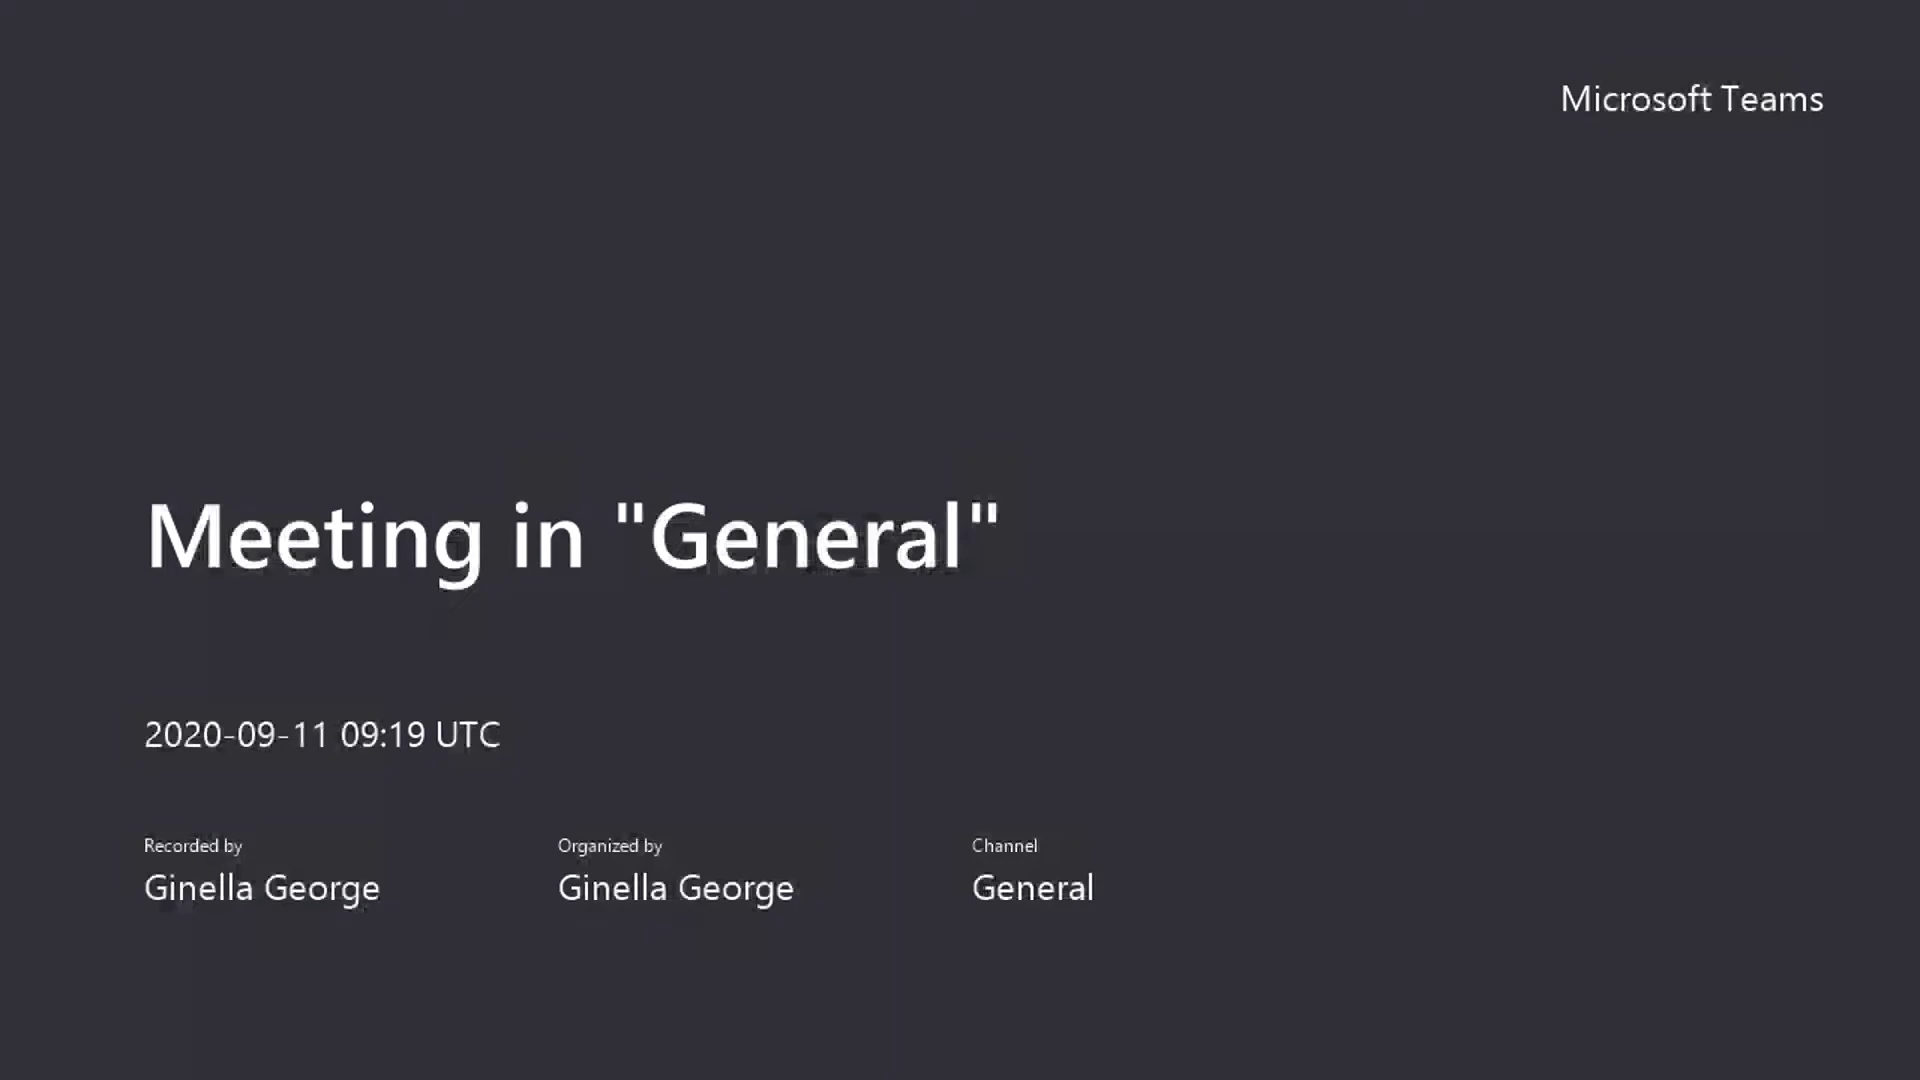 Microsoft Teams
Meeting in "General"
2020-09-11 09:19 UTC
Recorded by
Ginella George
Organized by
Ginella George
Channel
General